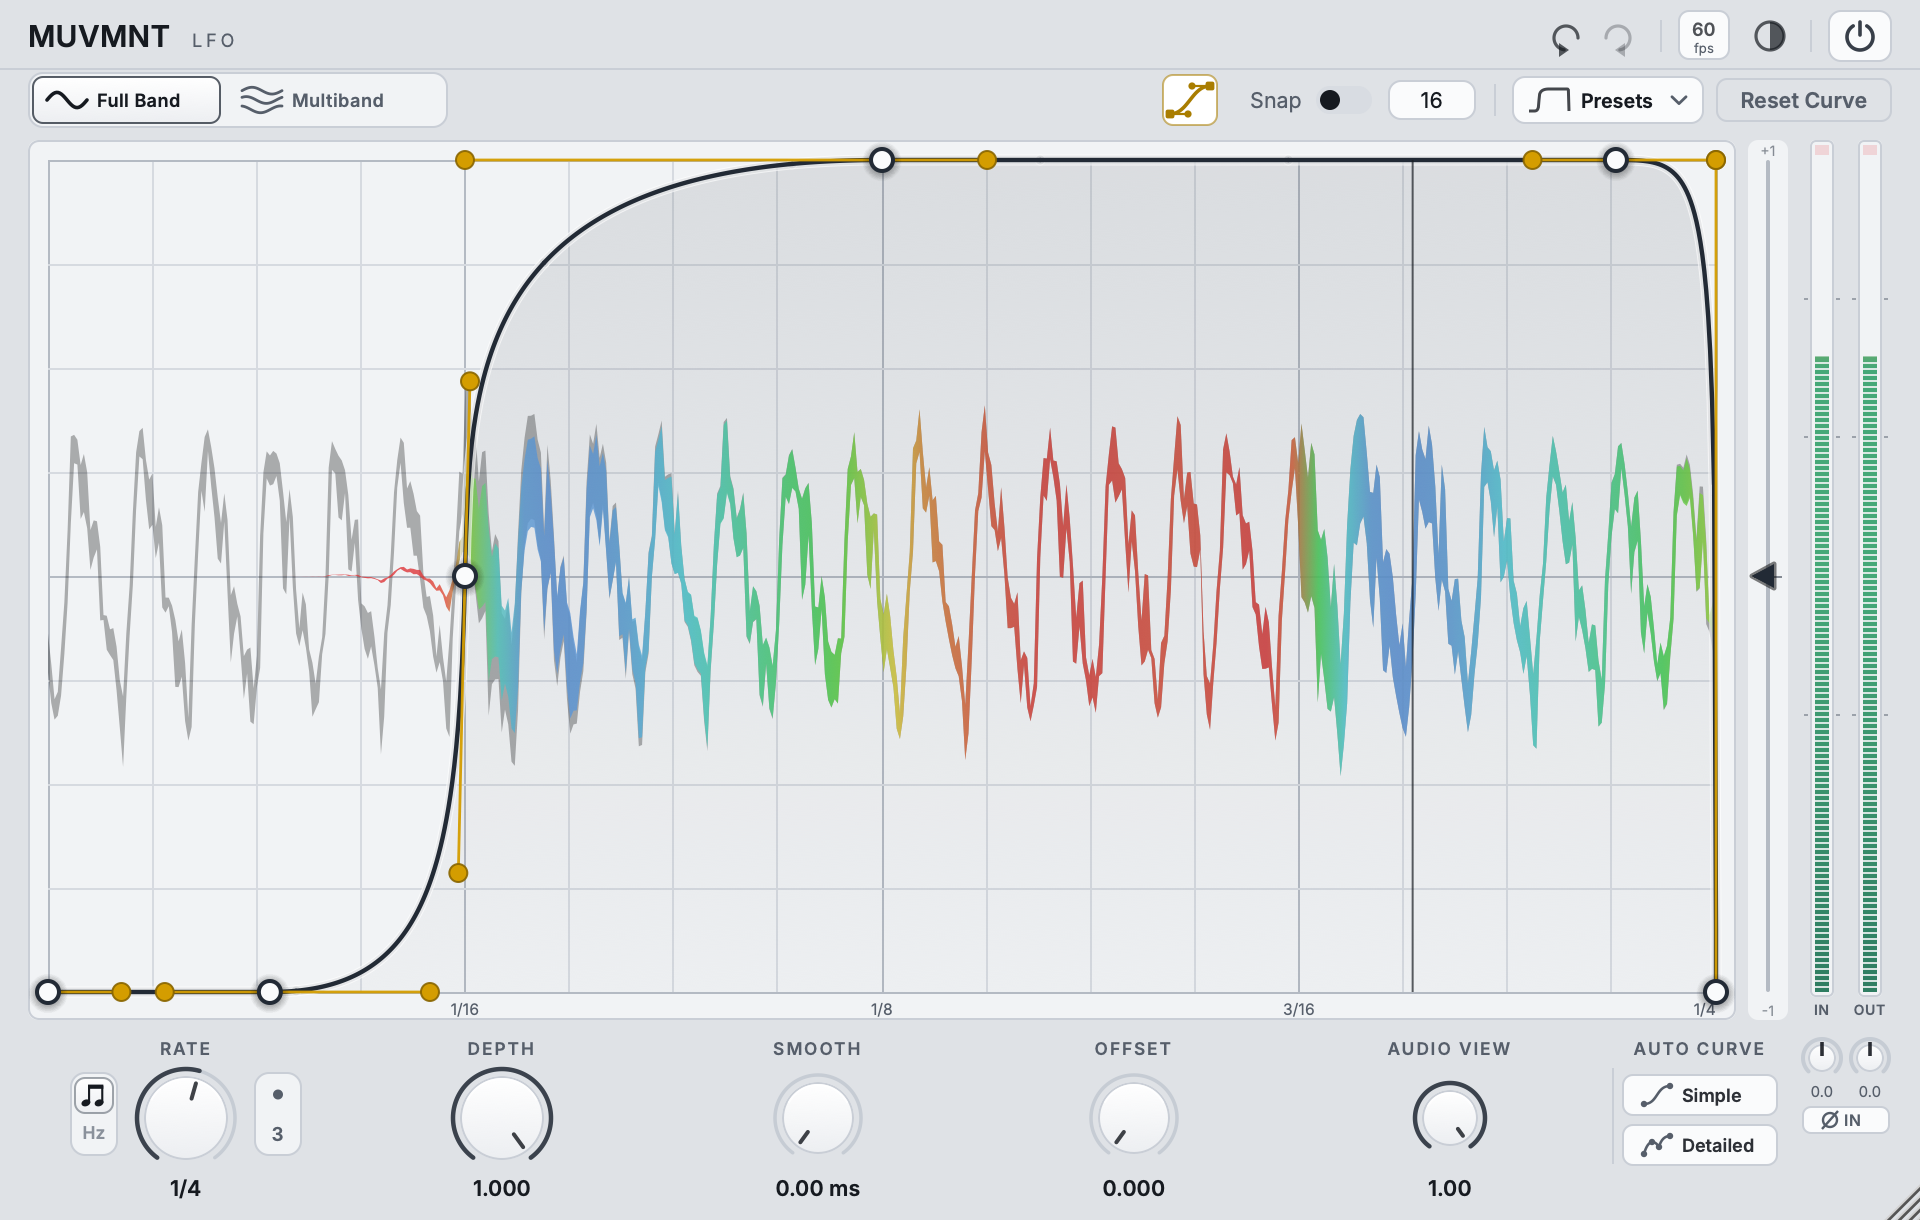 MUVMNT LFO
60
fps
Full Band
Multiband
Snap
16
Presets
Reset Curve
+1
-1
1/16
1/8
3/16
1/4
IN
OUT
RATE
DEPTH
SMOOTH
OFFSET
AUDIO VIEW
AUTO CURVE
Hz
3
Simple
Detailed
0.0
0.0
Ø IN
1/4
1.000
0.00 ms
0.000
1.00